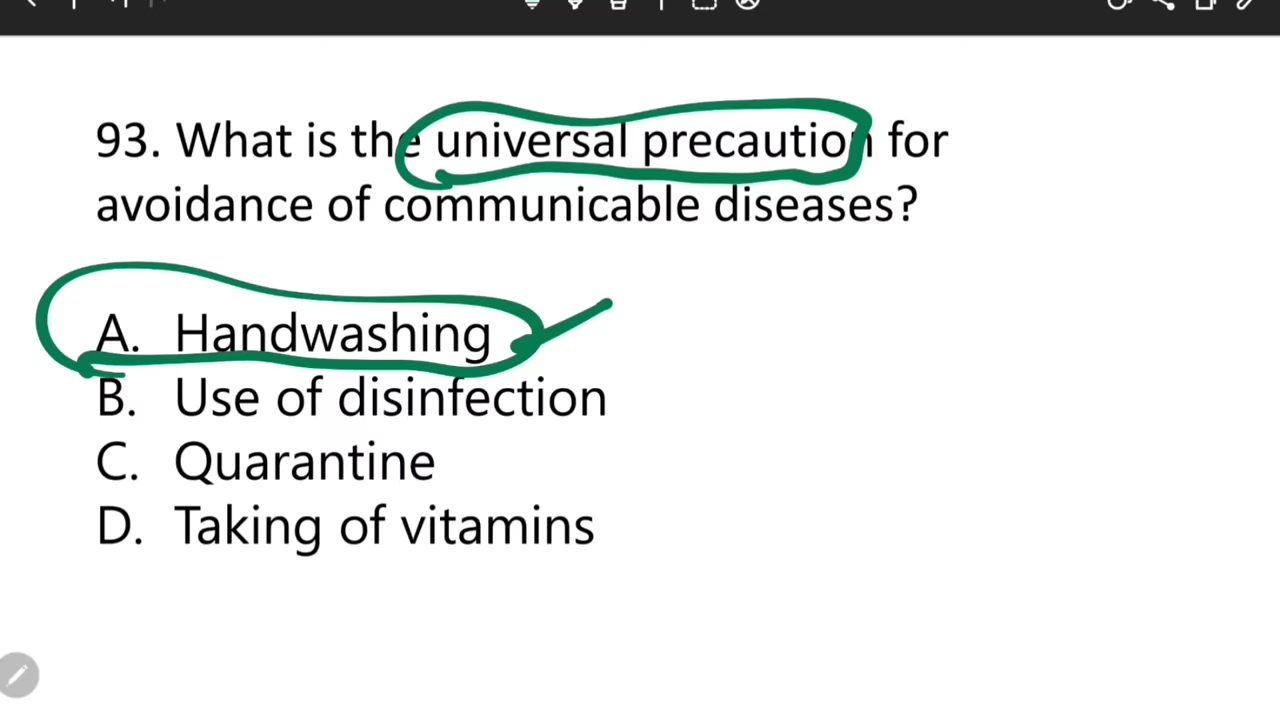 93. What is the universal precaution for
avoidance of communicable diseases?
A. Handwashing
B. Use of disinfection
C. Quarantine
D. Taking of vitamins